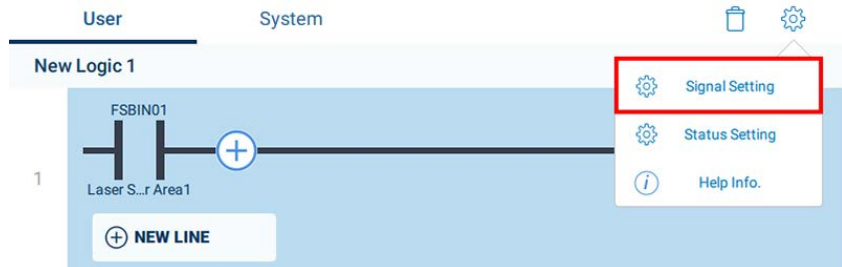 User System
New Logic 1
Signal Setting
FSBIN01
Status Setting
1
Laser S...r Area1
i Help Info.
NEW LINE